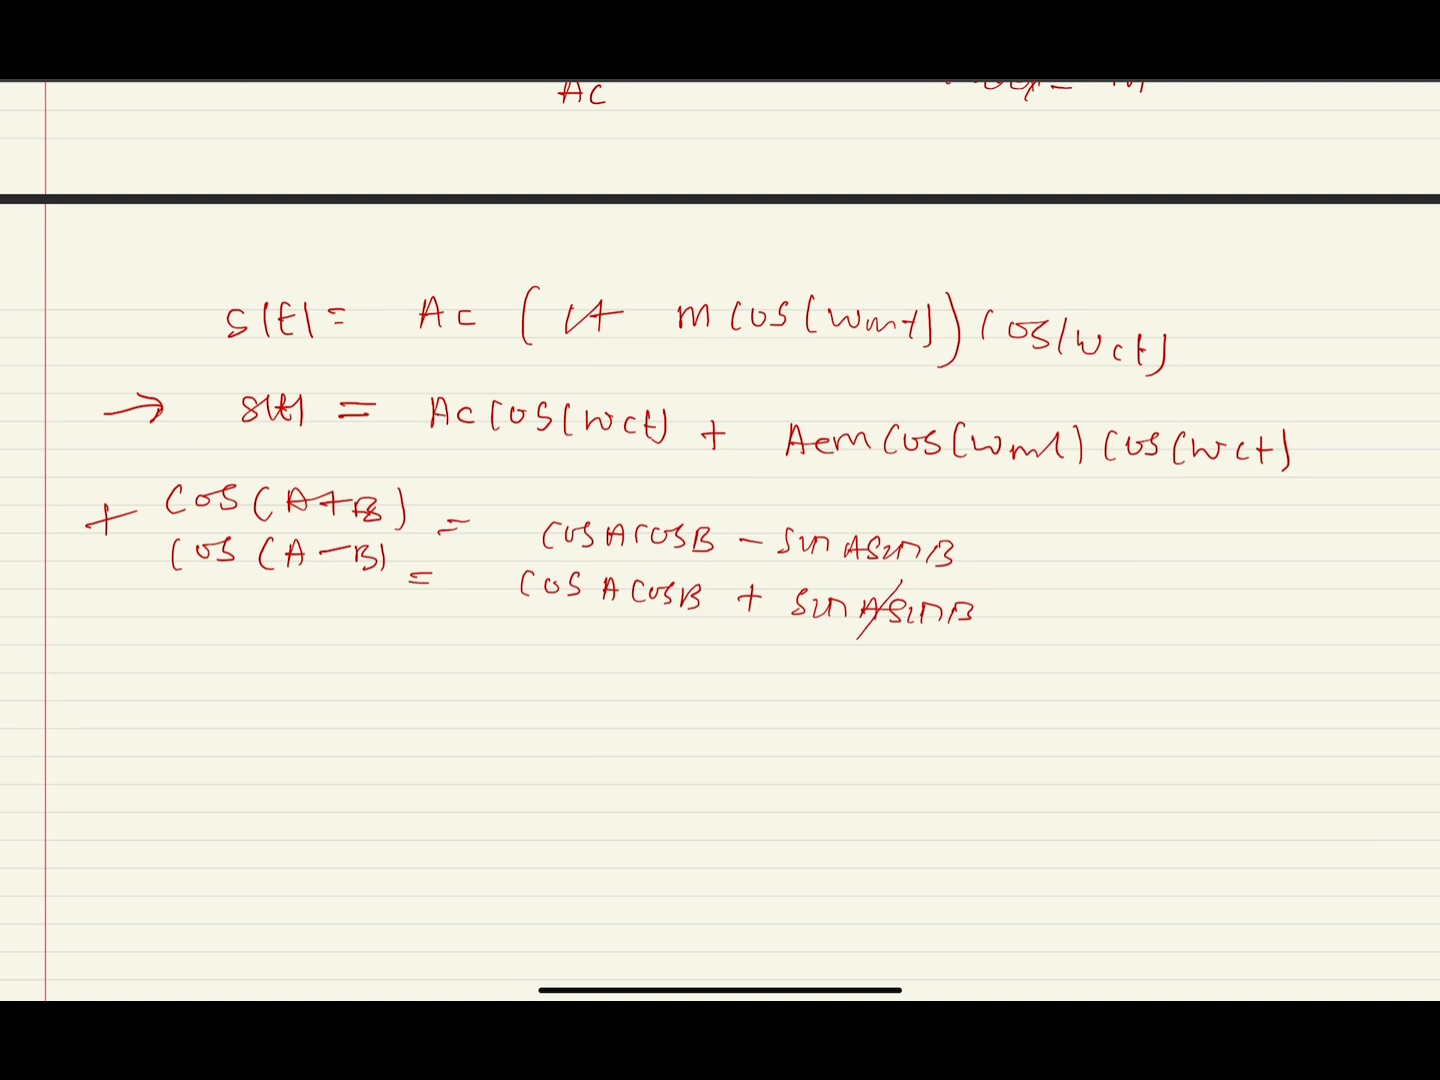 Ac
s(t) = Ac (1+ m cos(wmt)) cos(wct)
→ s(t) = Ac cos(wct) + Acm cos(wmt) cos(wct)
+ cos(A+B) = cosAcosB - sinAsinB
cos(A-B) = cosAcosB + sinAsinB